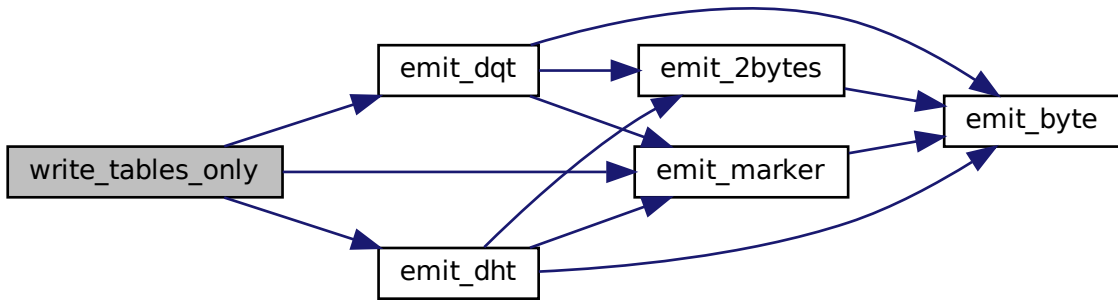 write_tables_only
emit_dqt
emit_dht
emit_2bytes
emit_marker
emit_byte